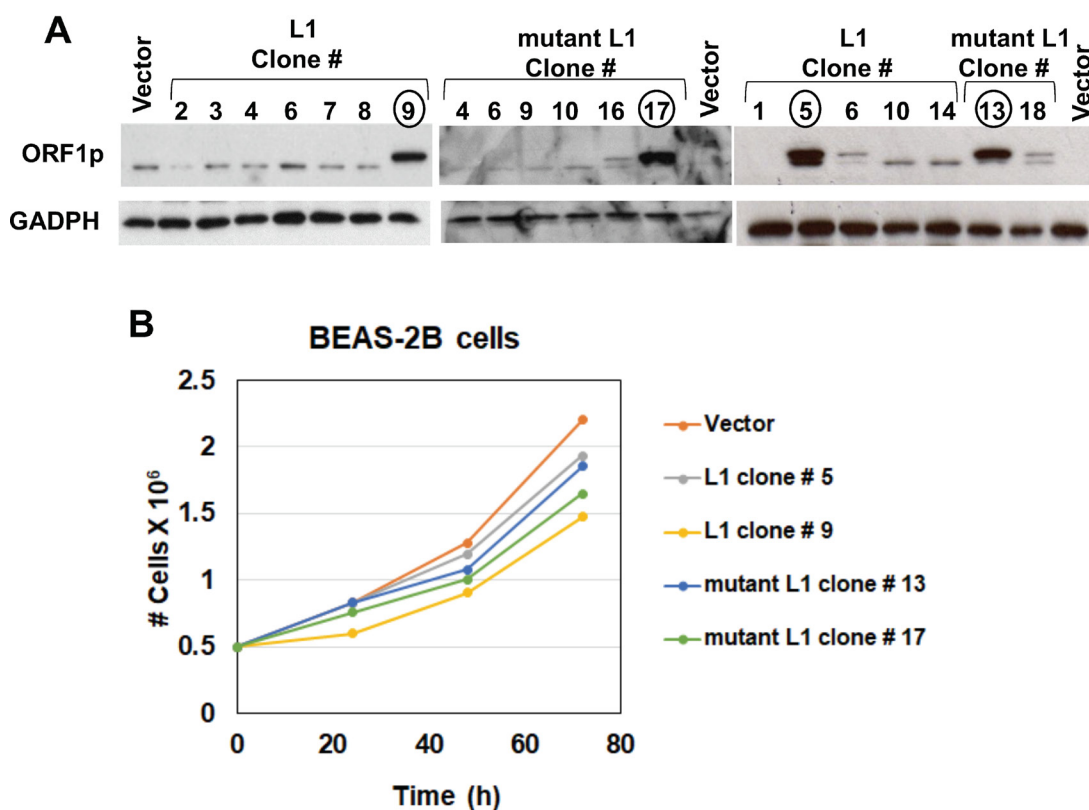 A
L1
Clone #
mutant L1
Clone #
L1
Clone #
mutant L1
Clone #
Vector
2 3 4 6 7 8 9
4 6 9 10 16 17
Vector
1 5 6 10 14
13 18
Vector
ORF1p
GADPH
B
BEAS-2B cells
# Cells X 10⁶
2.5
2
1.5
1
0.5
0
0 20 40 60 80
Time (h)
Vector
L1 clone # 5
L1 clone # 9
mutant L1 clone # 13
mutant L1 clone # 17